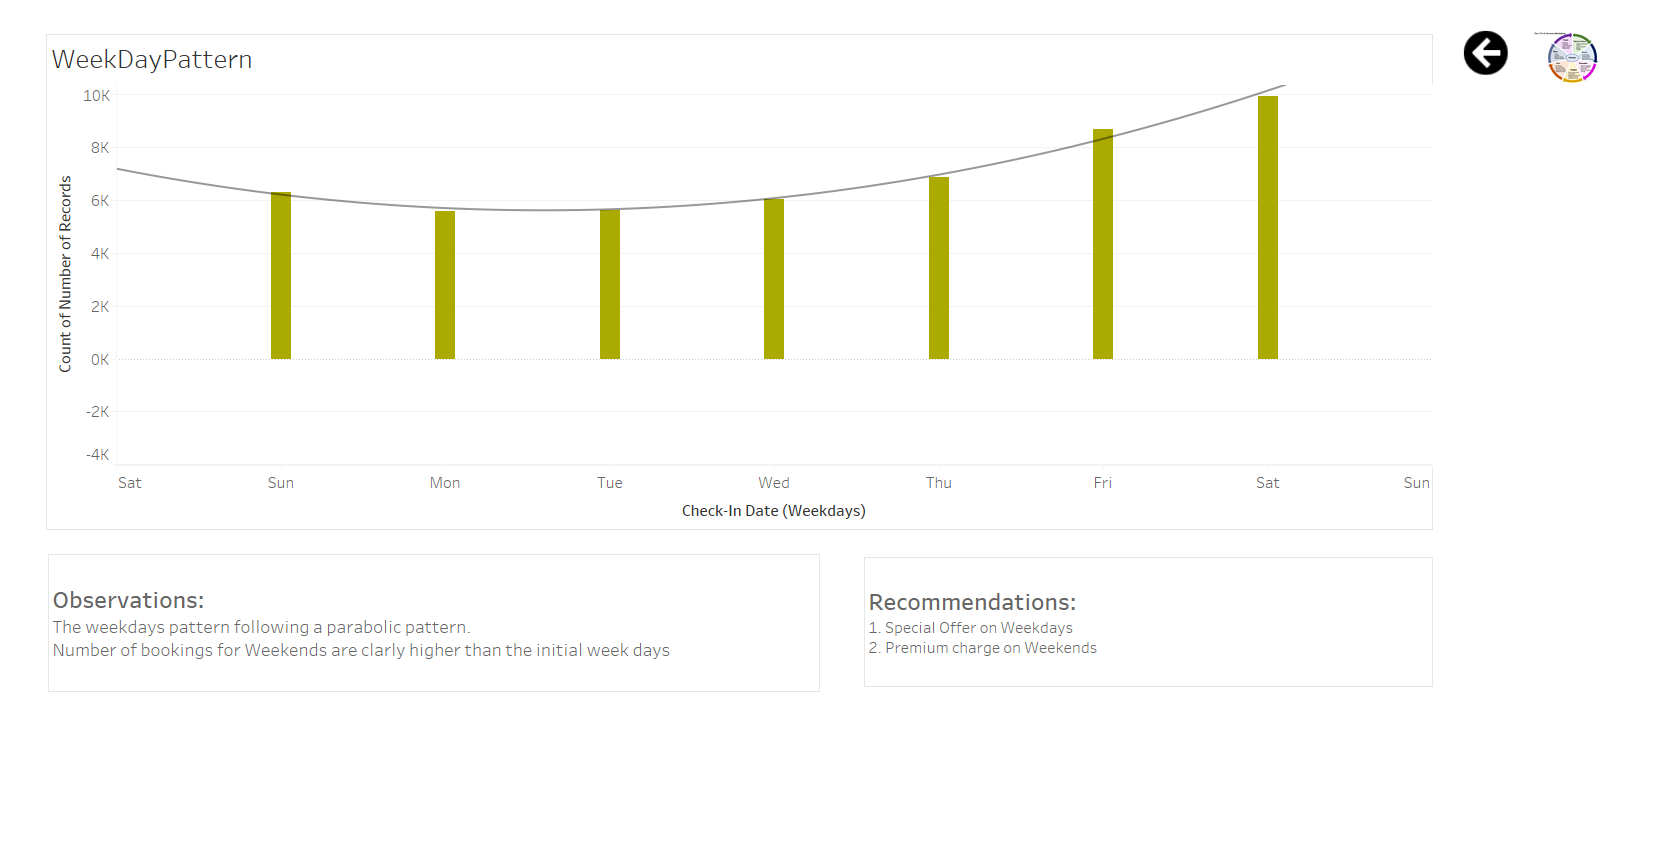 WeekDayPattern
10K
8K
6K
4K
2K
0K
-2K
-4K
Count of Number of Records
Sat Sun Mon Tue Wed Thu Fri Sat Sun
Check-In Date (Weekdays)
Observations:
The weekdays pattern following a parabolic pattern.
Number of bookings for Weekends are clarly higher than the initial week days
Recommendations:
1. Special Offer on Weekdays
2. Premium charge on Weekends